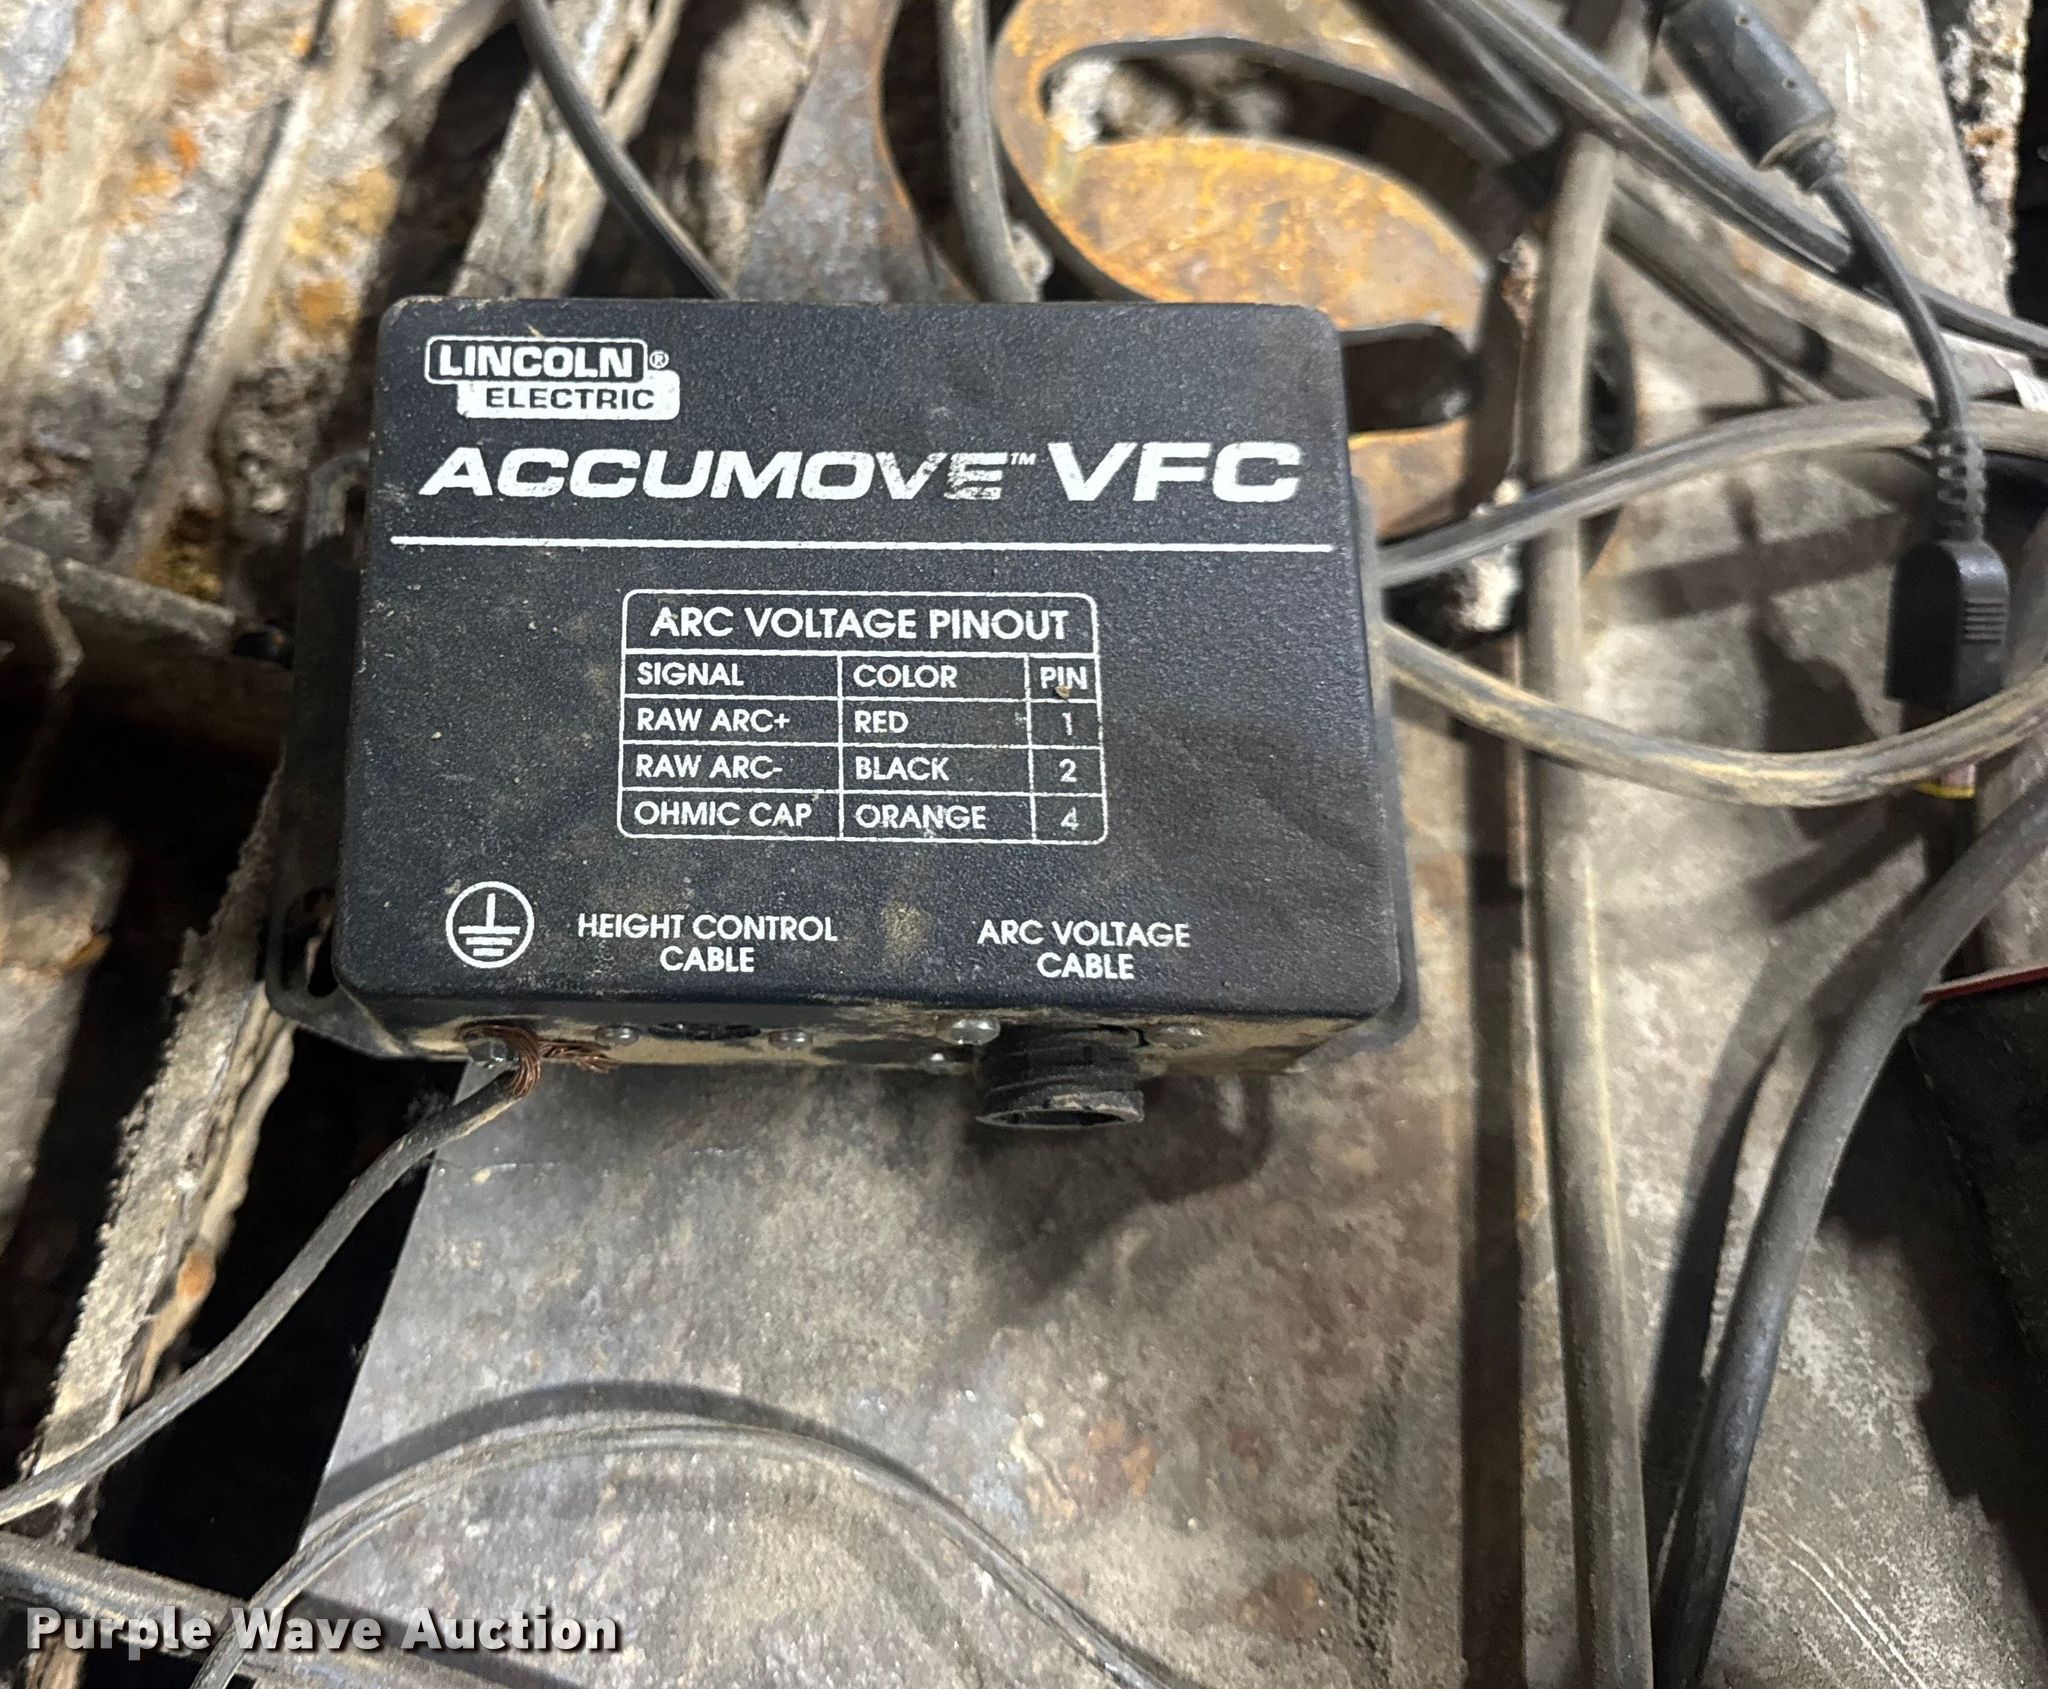 LINCOLN®
ELECTRIC
ACCUMOVE™ VFC
ARC VOLTAGE PINOUT
SIGNAL COLOR PIN
RAW ARC+ RED 1
RAW ARC- BLACK 2
OHMIC CAP ORANGE 4
HEIGHT CONTROL
CABLE
ARC VOLTAGE
CABLE
Purple Wave Auction